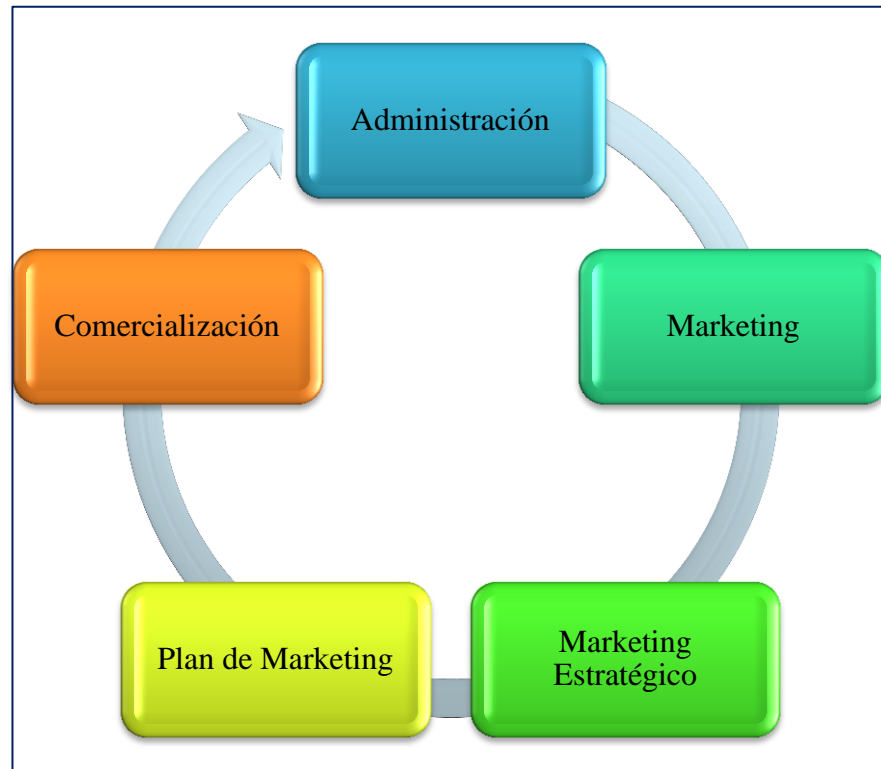 Administración
Marketing
Marketing
Estratégico
Plan de Marketing
Comercialización